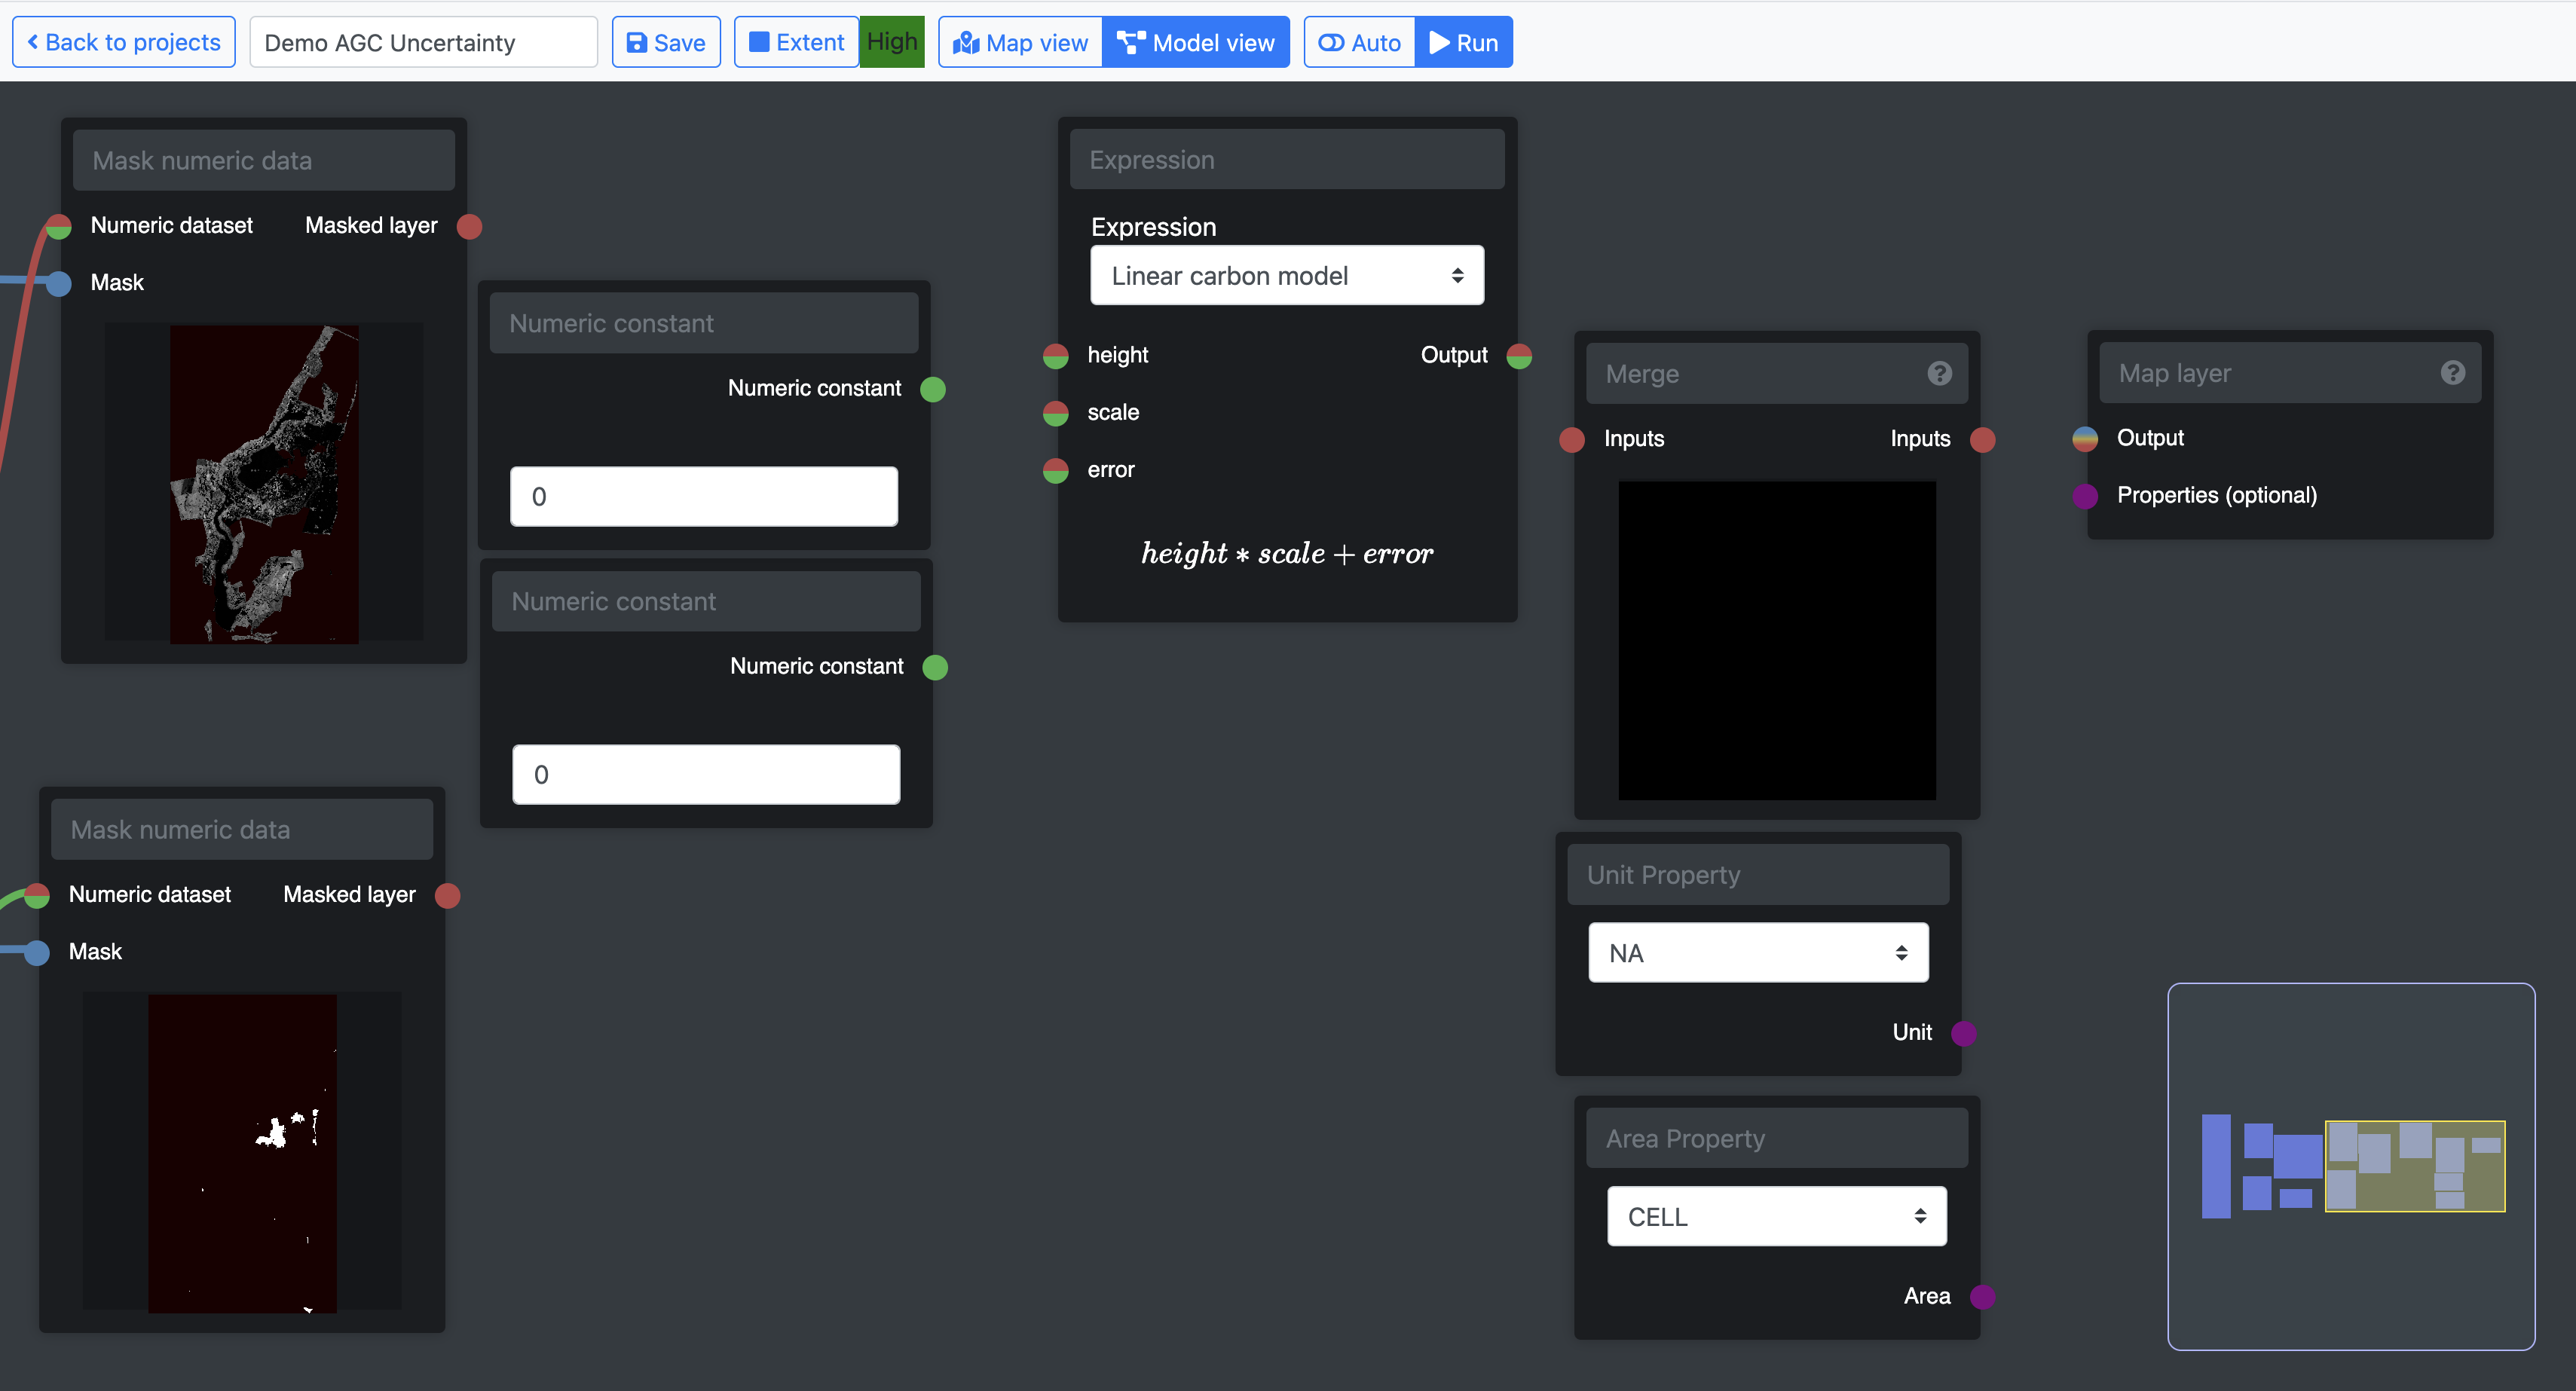 Back to projects
Demo AGC Uncertainty
Save
Extent
High
Map view
Model view
Auto
Run
Mask numeric data
Numeric dataset
Masked layer
Mask
Numeric constant
Numeric constant
0
Numeric constant
Numeric constant
0
Mask numeric data
Numeric dataset
Masked layer
Mask
Expression
Expression
Linear carbon model
height
Output
scale
error
height * scale + error
Merge
Inputs
Inputs
Unit Property
NA
Unit
Area Property
CELL
Area
Map layer
Output
Properties (optional)